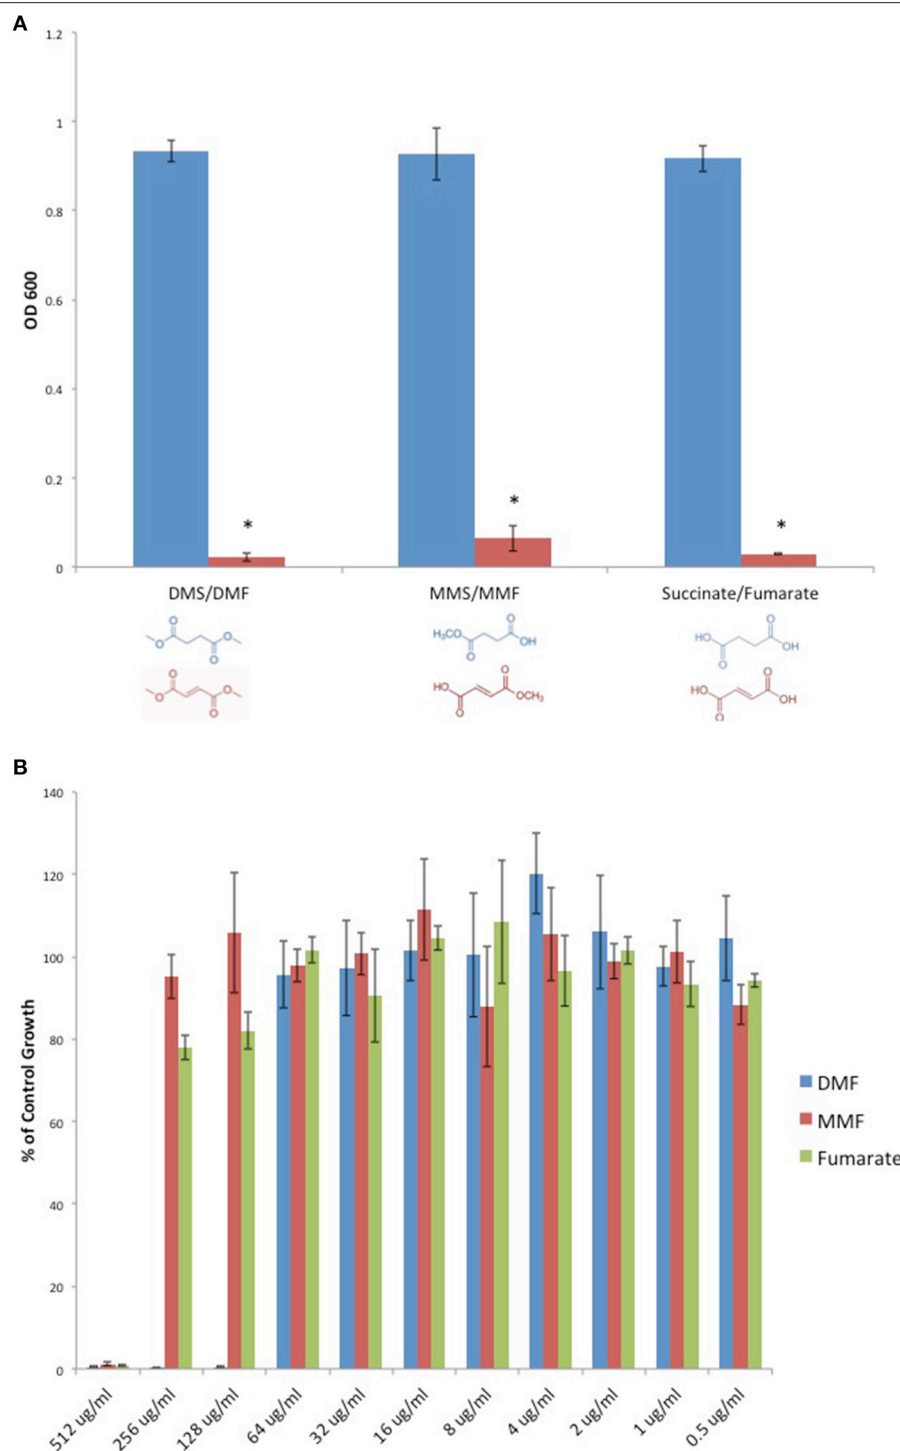 A
1.2
1
0.8
0.6
0.4
0.2
0
OD 600
*
*
*
DMS/DMF
MMS/MMF
Succinate/Fumarate
O
O
O
O
H₃CO
O
O
OH
HO
O
O
OH
O
O
O
O
HO
O
O
OCH₃
HO
O
O
OH
B
140
120
100
80
60
40
20
0
% of Control Growth
DMF
MMF
Fumarate
512 ug/ml
256 ug/ml
128 ug/ml
64 ug/ml
32 ug/ml
16 ug/ml
8 ug/ml
4 ug/ml
2 ug/ml
1 ug/ml
0.5 ug/ml